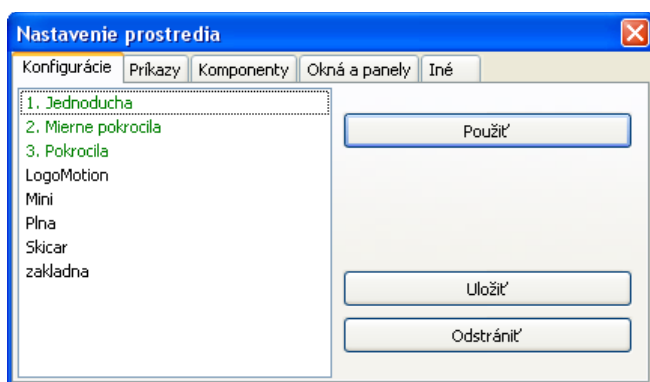 Nastavenie prostredia
Konfigurácie Príkazy Komponenty Okná a panely Iné
1. Jednoducha
2. Mierne pokrocila
3. Pokrocila
LogoMotion
Mini
Plna
Skicar
zakladna
Použiť
Uložiť
Odstrániť